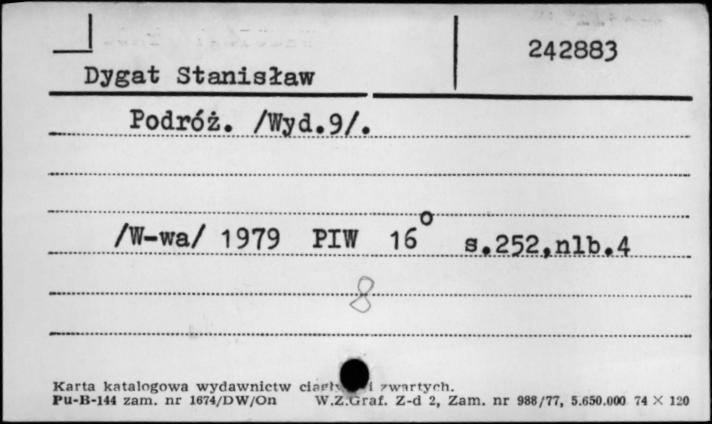 242883
Dygat Stanisław
Podróż. /Wyd.9/.
/W-wa/ 1979 PIW 16° s.252,nlb.4
8
Karta katalogowa wydawnictw i zwartych.
Pu-B-144 zam. nr 1674/DW/On W.Z.Graf. Z-d 2, Zam. nr 988/77, 5.650.000 74 × 120